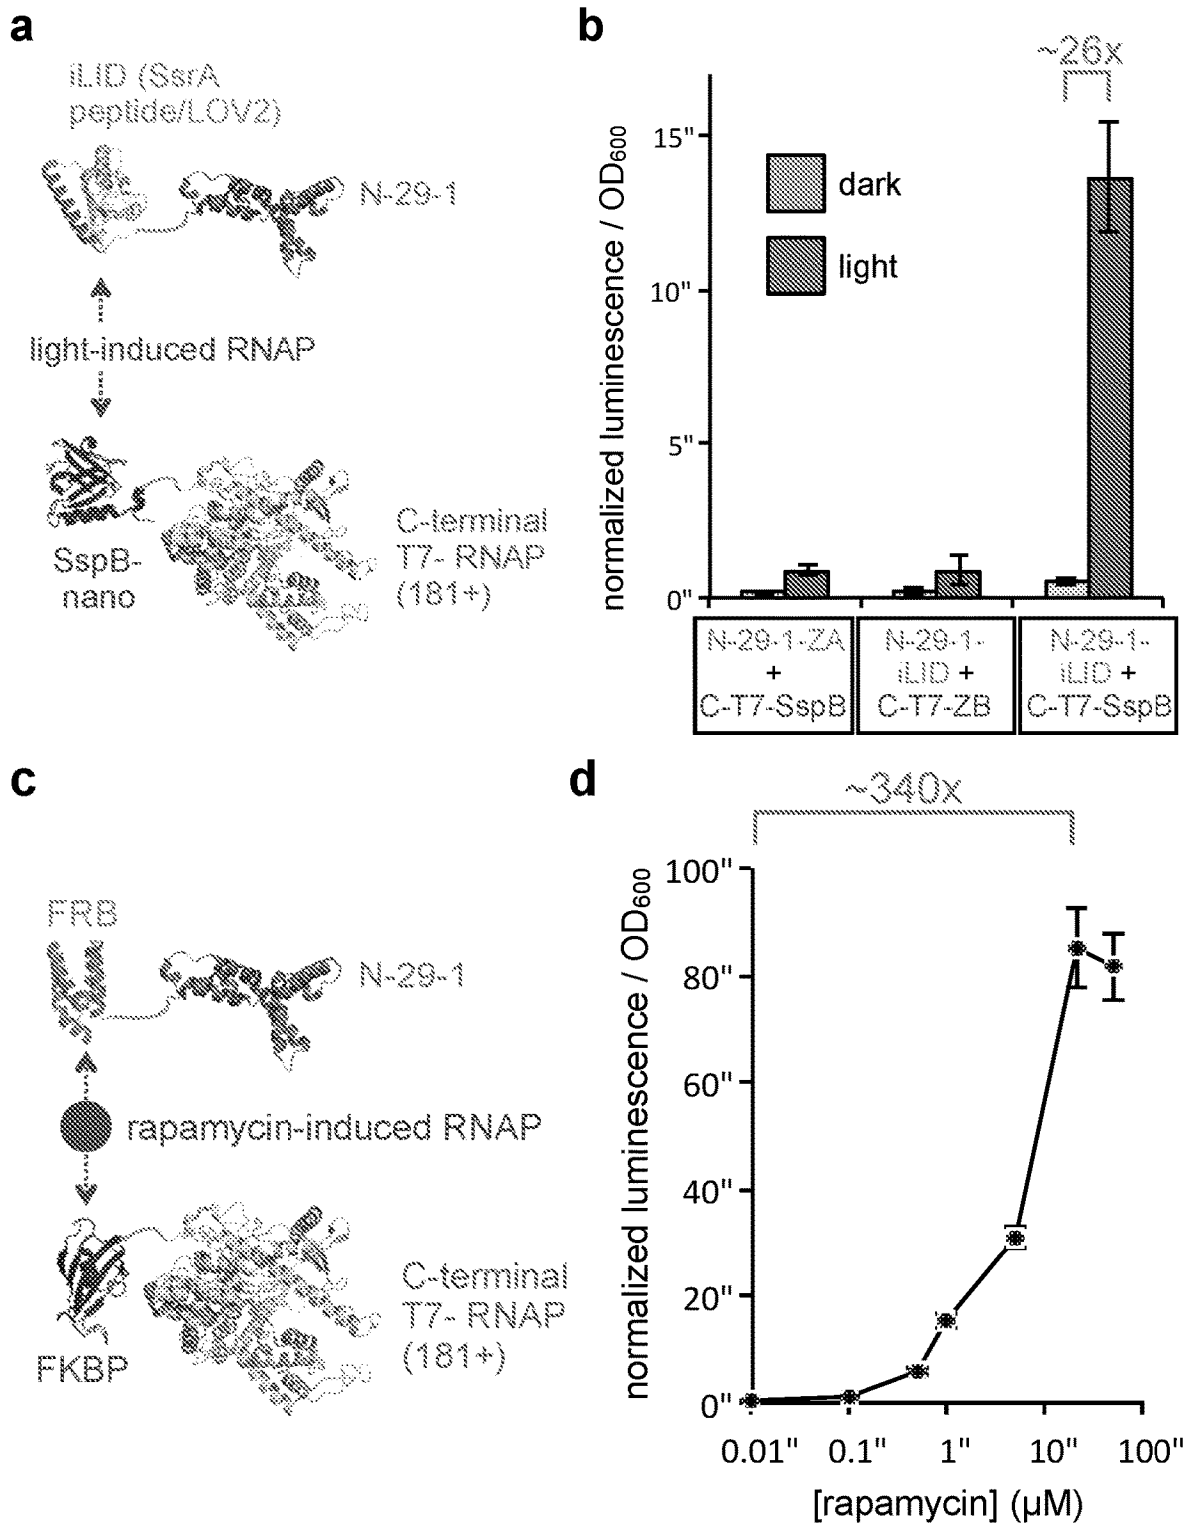 a
iLID (SsrA
peptide/LOV2)
N-29-1
light-induced RNAP
SspB-
nano
C-terminal
T7- RNAP
(181+)
b
~26x
normalized luminescence / OD600
15"
10"
5"
0"
dark
light
N-29-1-ZA
+
C-T7-SspB
N-29-1-
iLID +
C-T7-ZB
N-29-1-
iLID +
C-T7-SspB
c
FRB
N-29-1
rapamycin-induced RNAP
FKBP
C-terminal
T7- RNAP
(181+)
d
~340x
normalized luminescence / OD600
100"
80"
60"
40"
20"
0"
0.01" 0.1" 1" 10" 100"
[rapamycin] (µM)